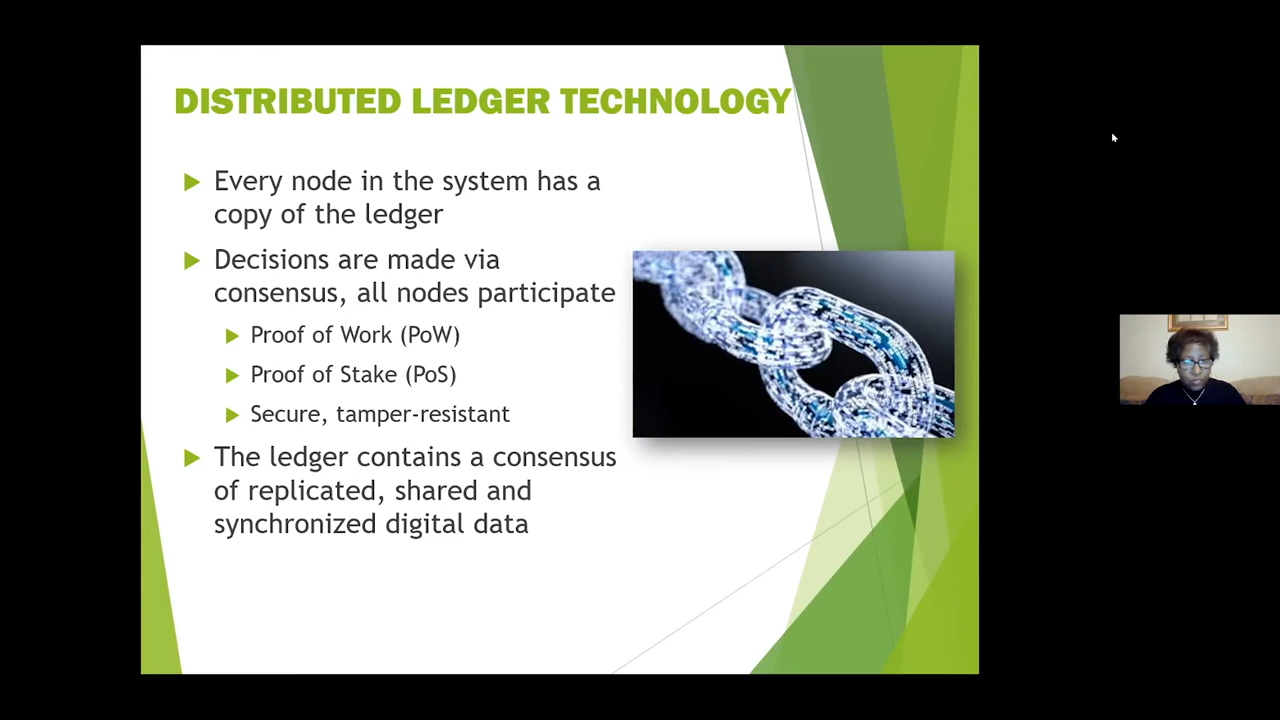 DISTRIBUTED LEDGER TECHNOLOGY
Every node in the system has a
copy of the ledger
Decisions are made via
consensus, all nodes participate
Proof of Work (PoW)
Proof of Stake (PoS)
Secure, tamper-resistant
The ledger contains a consensus
of replicated, shared and
synchronized digital data